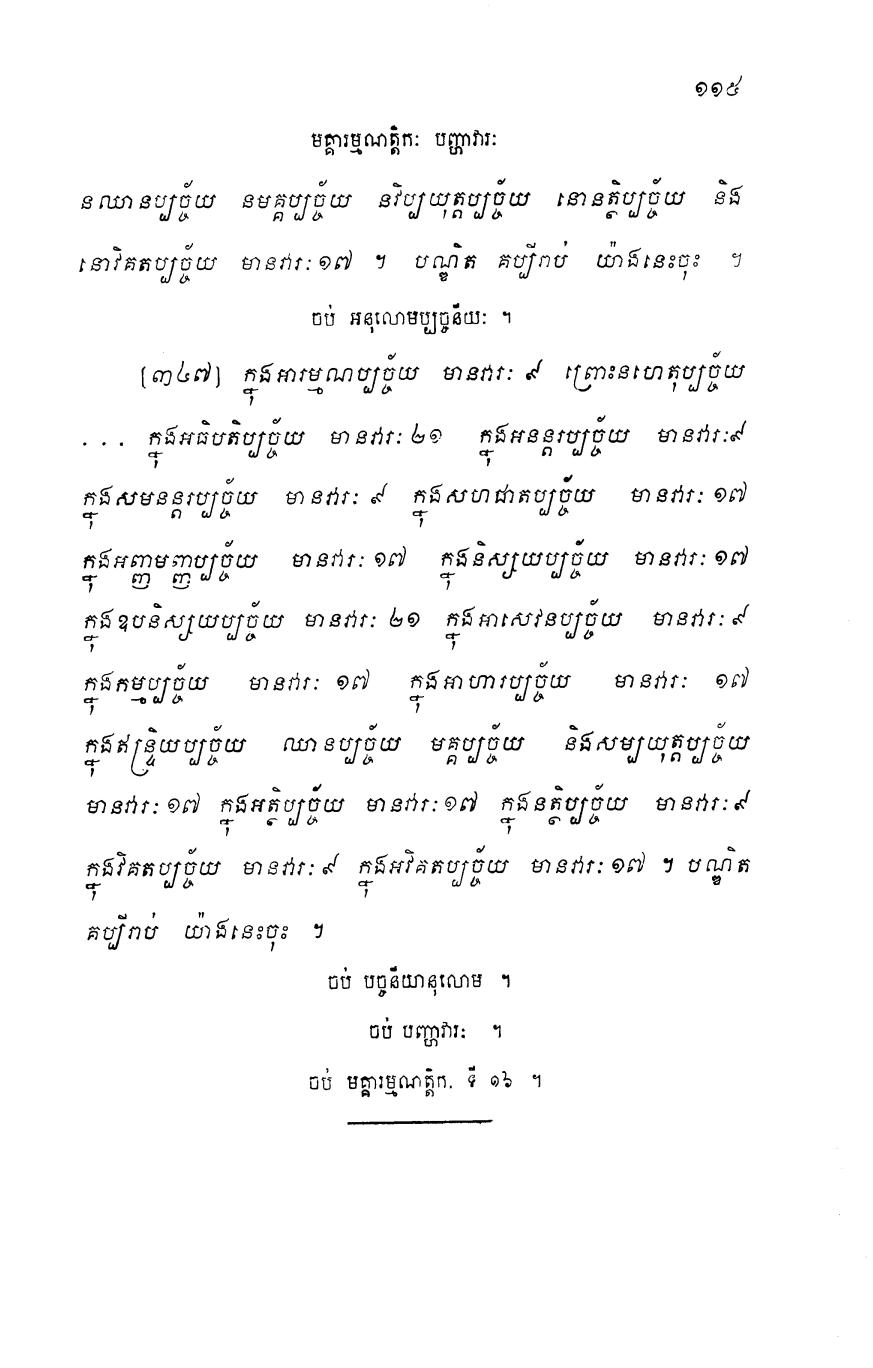 ១១៥
មគ្គារម្មណត្តិកៈ បញ្ហាវារៈ
នឈានប្បច្ច័យ នមគ្គប្បច្ច័យ នវិប្បយុត្តប្បច្ច័យ នោនត្ថិប្បច្ច័យ និង
នោវិគតប្បច្ច័យ មានវារៈ ១៧ ។ បណ្ឌិត គប្បីរាប់ យ៉ាងនេះចុះ ។
ចប់ អនុលោមប្បច្ចនីយៈ ។
[៣៤៧] ក្នុងអារម្មណប្បច្ច័យ មានវារៈ ៩ ព្រោះនហេតុប្បច្ច័យ
... ក្នុងអធិបតិប្បច្ច័យ មានវារៈ ២១ ក្នុងអនន្តរប្បច្ច័យ មានវារៈ ៩
ក្នុងសមនន្តរប្បច្ច័យ មានវារៈ ៩ ក្នុងសហជាតប្បច្ច័យ មានវារៈ ១៧
ក្នុងអញ្ញាមញ្ញប្បច្ច័យ មានវារៈ ១៧ ក្នុងនិស្សយប្បច្ច័យ មានវារៈ ១៧
ក្នុងឧបនិស្សយប្បច្ច័យ មានវារៈ ២១ ក្នុងអាសេវនប្បច្ច័យ មានវារៈ ៩
ក្នុងកម្មប្បច្ច័យ មានវារៈ ១៧ ក្នុងអាហារប្បច្ច័យ មានវារៈ ១៧
ក្នុងឥន្ទ្រិយប្បច្ច័យ ឈានប្បច្ច័យ មគ្គប្បច្ច័យ និងសម្បយុត្តប្បច្ច័យ
មានវារៈ ១៧ ក្នុងអត្ថិប្បច្ច័យ មានវារៈ ១៧ ក្នុងនត្ថិប្បច្ច័យ មានវារៈ ៩
ក្នុងវិគតប្បច្ច័យ មានវារៈ ៩ ក្នុងអវិគតប្បច្ច័យ មានវារៈ ១៧ ។ បណ្ឌិត
គប្បីរាប់ យ៉ាងនេះចុះ ។
ចប់ បច្ចនីយានុលោម ។
ចប់ បញ្ហាវារៈ ។
ចប់ មគ្គារម្មណត្តិក. ទី ១៦ ។